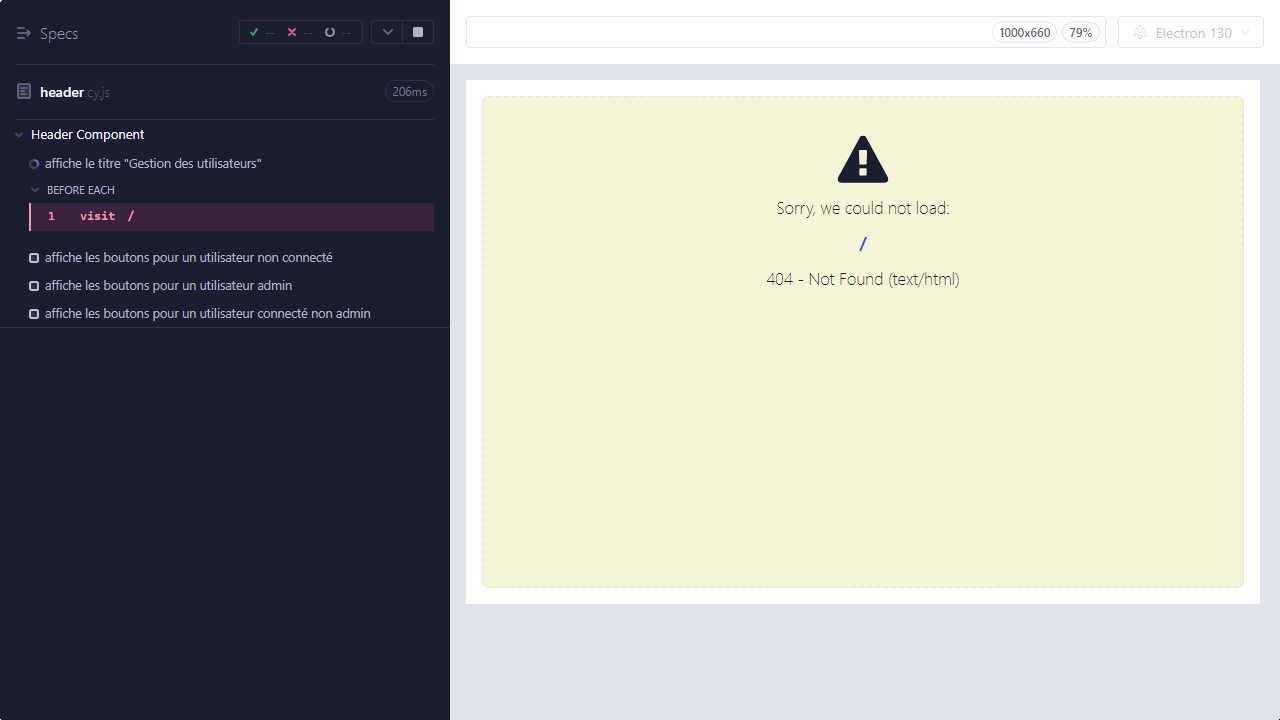 Specs
-- -- --
header.cy.js
206ms
Header Component
affiche le titre "Gestion des utilisateurs"
BEFORE EACH
1 visit /
affiche les boutons pour un utilisateur non connecté
affiche les boutons pour un utilisateur admin
affiche les boutons pour un utilisateur connecté non admin
1000x660
79%
Electron 130
Sorry, we could not load:
/
404 - Not Found (text/html)